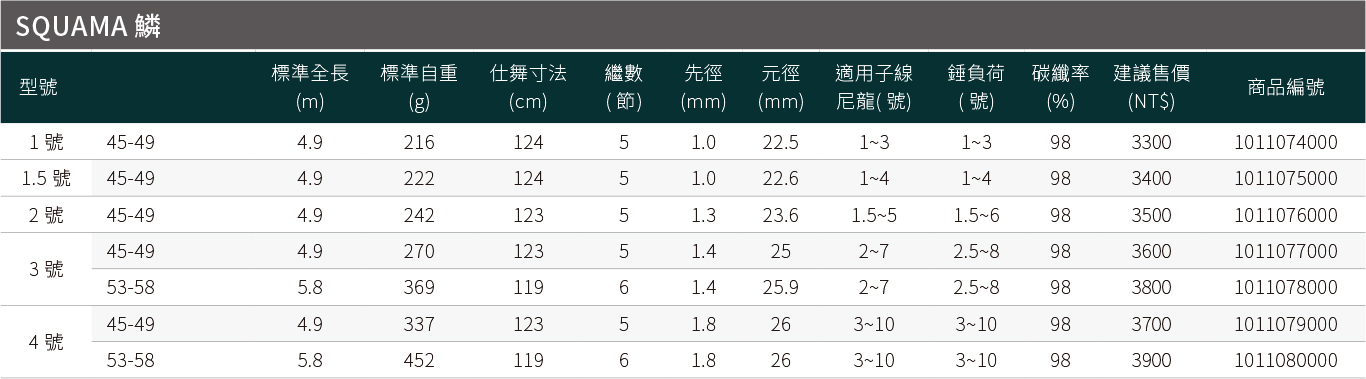 SQUAMA 鱗
型號 標準全長 (m) 標準自重 (g) 仕舞寸法 (cm) 繼數 ( 節) 先徑 (mm) 元徑 (mm) 適用子線 尼龍( 號) 錘負荷 ( 號) 碳纖率 (%) 建議售價 (NT$) 商品編號
1 號 45-49 4.9 216 124 5 1.0 22.5 1~3 1~3 98 3300 1011074000
1.5 號 45-49 4.9 222 124 5 1.0 22.6 1~4 1~4 98 3400 1011075000
2 號 45-49 4.9 242 123 5 1.3 23.6 1.5~5 1.5~6 98 3500 1011076000
3 號 45-49 4.9 270 123 5 1.4 25 2~7 2.5~8 98 3600 1011077000
53-58 5.8 369 119 6 1.4 25.9 2~7 2.5~8 98 3800 1011078000
4 號 45-49 4.9 337 123 5 1.8 26 3~10 3~10 98 3700 1011079000
53-58 5.8 452 119 6 1.8 26 3~10 3~10 98 3900 1011080000